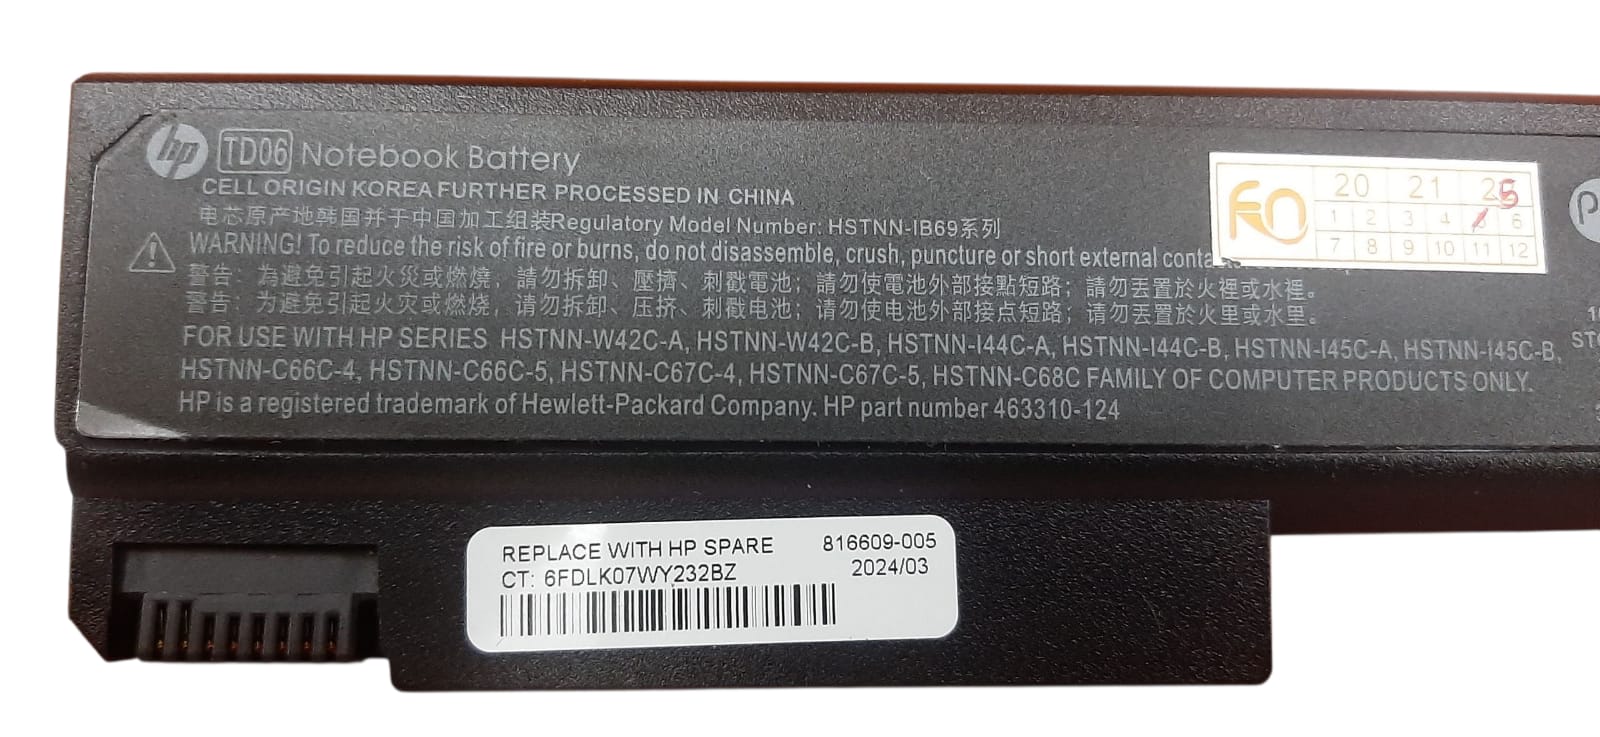 hp TD06 Notebook Battery
CELL ORIGIN KOREA FURTHER PROCESSED IN CHINA
电芯原产地韩国并于中国加工组装Regulatory Model Number: HSTNN-IB69系列
WARNING! To reduce the risk of fire or burns, do not disassemble, crush, puncture or short external
警告：為避免引起火災或燃燒，請勿拆卸、壓擠、刺戳電池；請勿使電池外部接點短路；請勿丟置於火裡或水裡。
警告：为避免引起火灾或燃烧，请勿拆卸、压挤、刺戳电池；请勿使电池外部接点短路；请勿丢置於火里或水里。
FOR USE WITH HP SERIES HSTNN-W42C-A, HSTNN-W42C-B, HSTNN-I44C-A, HSTNN-I44C-B, HSTNN-I45C-A, HSTNN-I45C-B,
HSTNN-C66C-4, HSTNN-C66C-5, HSTNN-C67C-4, HSTNN-C67C-5, HSTNN-C68C FAMILY OF COMPUTER PRODUCTS ONLY.
HP is a registered trademark of Hewlett-Packard Company. HP part number 463310-124
20 21
1 2 3 4 6
7 8 9 10 11 12
REPLACE WITH HP SPARE 816609-005
CT: 6FDLK07WY232BZ 2024/03